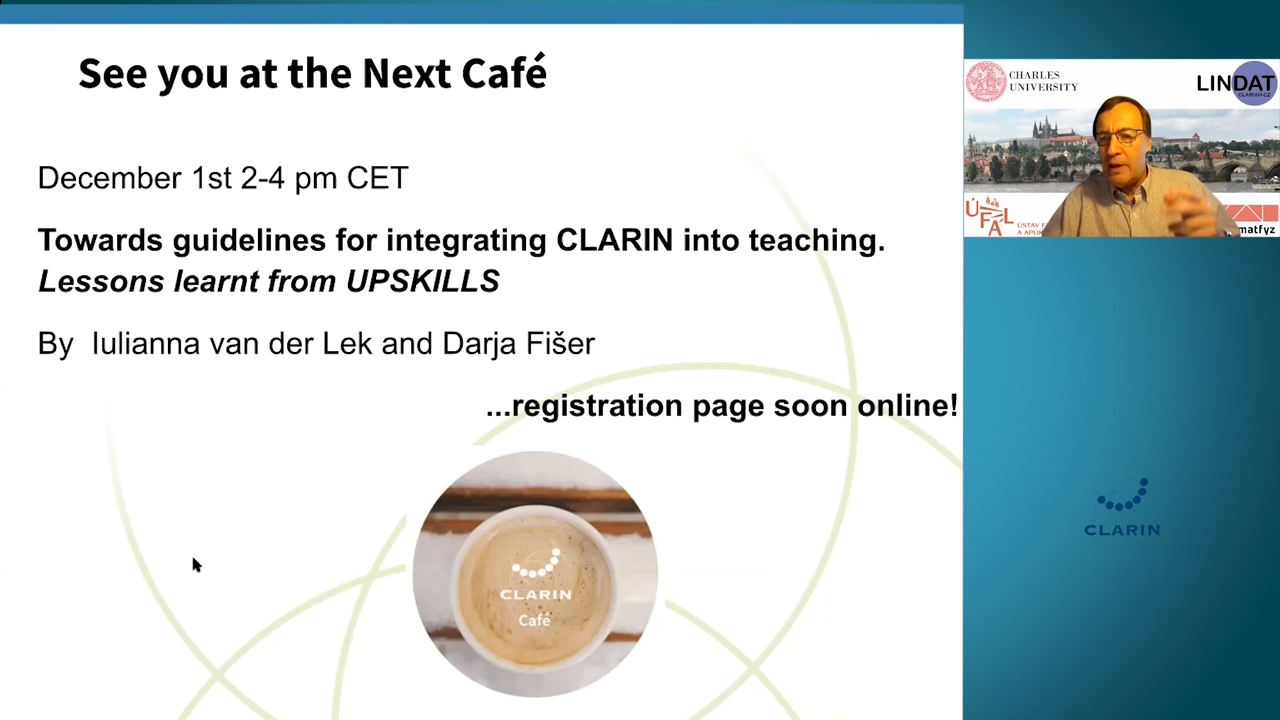 See you at the Next Café
December 1st 2-4 pm CET
Towards guidelines for integrating CLARIN into teaching.
Lessons learnt from UPSKILLS
By Iulianna van der Lek and Darja Fišer
...registration page soon online!
CLARIN
Café
CHARLES
UNIVERSITY
LINDAT
CLARIAH-CZ
ÚFAL
ÚSTAV F
A APLI
matfyz
CLARIN